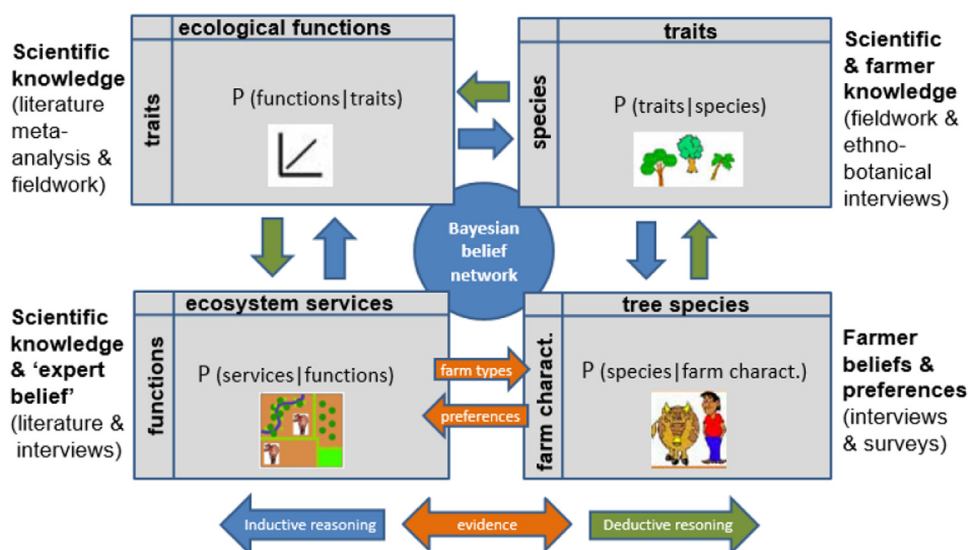 ecological functions
traits
Scientific
knowledge
(literature
meta-
analysis &
fieldwork)
traits
P (functions|traits)
species
P (traits|species)
Scientific
& farmer
knowledge
(fieldwork &
ethno-
botanical
interviews)
Bayesian
belief
network
ecosystem services
tree species
Scientific
knowledge
& ‘expert
belief’
(literature &
interviews)
functions
P (services|functions)
farm types
preferences
farm charact.
P (species|farm charact.)
Farmer
beliefs &
preferences
(interviews
& surveys)
Inductive reasoning
evidence
Deductive resoning